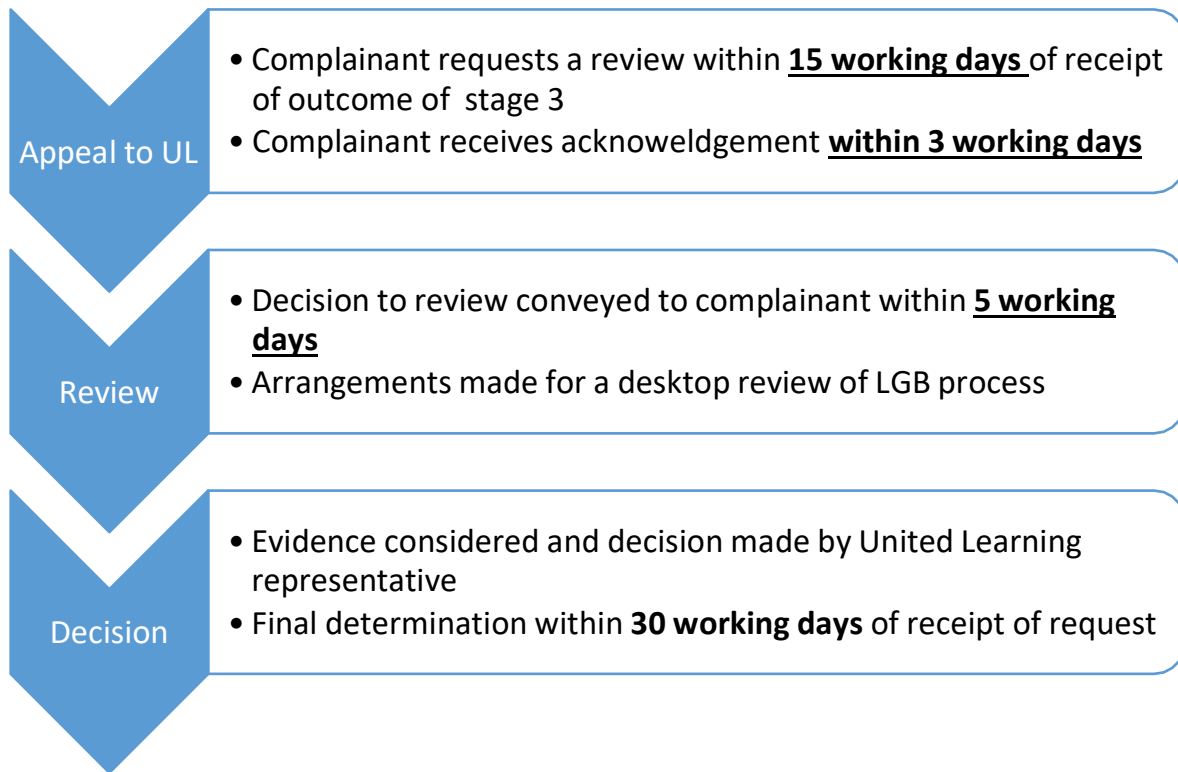 Appeal to UL
• Complainant requests a review within 15 working days of receipt
of outcome of stage 3
• Complainant receives acknoweldgement within 3 working days
Review
• Decision to review conveyed to complainant within 5 working
days
• Arrangements made for a desktop review of LGB process
Decision
• Evidence considered and decision made by United Learning
representative
• Final determination within 30 working days of receipt of request